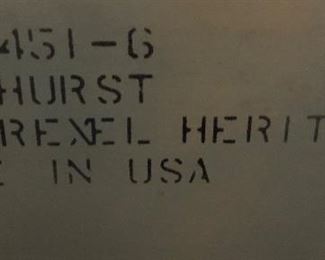 451-6
HURST
REXEL HERIT
E IN USA